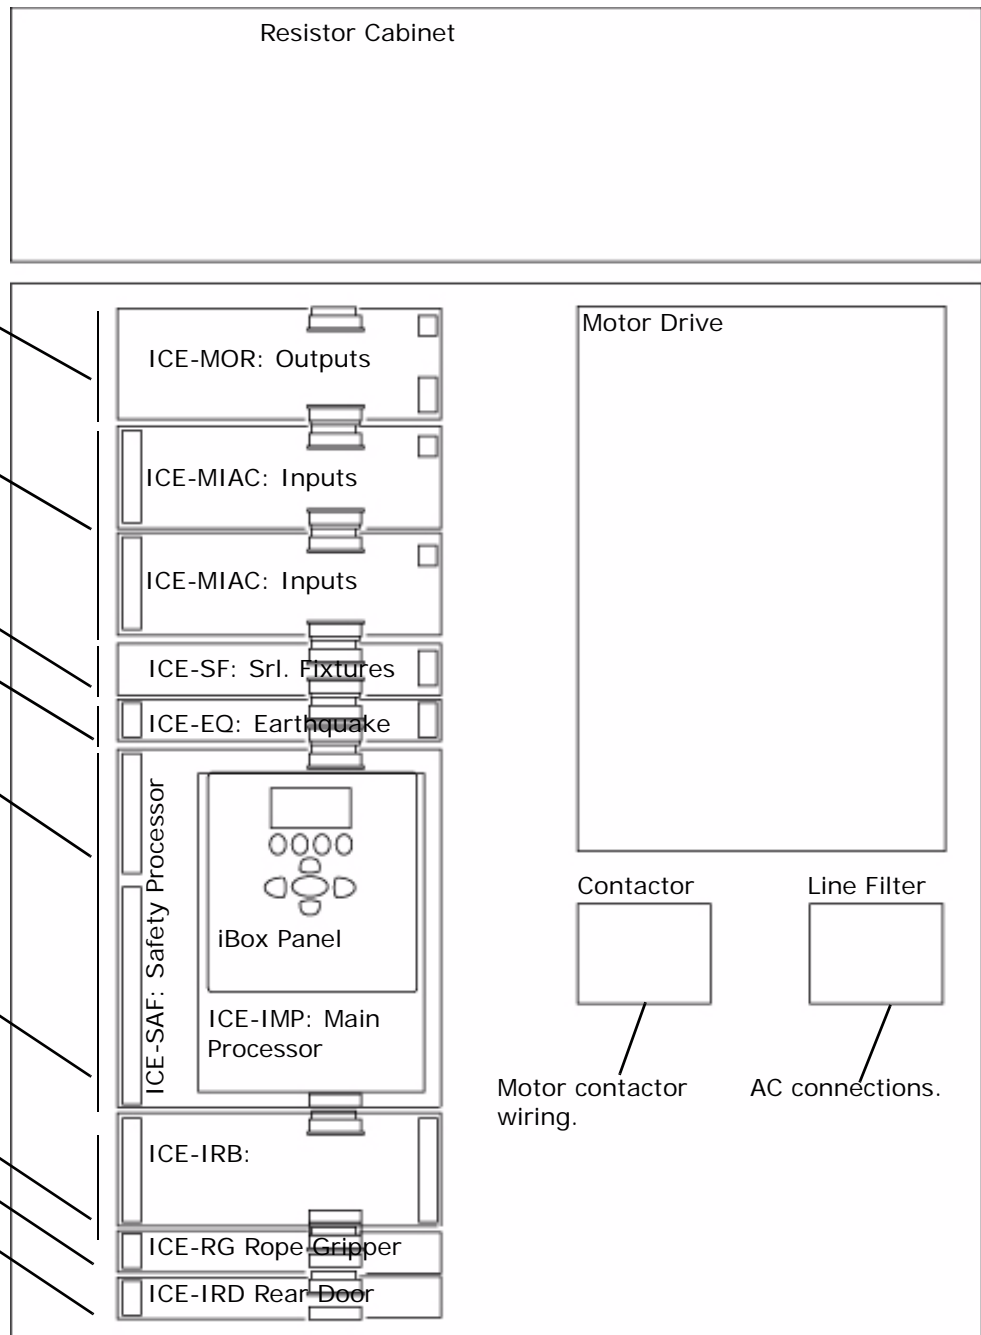 Resistor Cabinet
Motor Drive
ICE-MOR: Outputs
ICE-MIAC: Inputs
ICE-MIAC: Inputs
ICE-SF: Srl. Fixtures
ICE-EQ: Earthquake
ICE-SAF: Safety Processor
iBox Panel
ICE-IMP: Main
Processor
Contactor
Line Filter
Motor contactor
wiring.
AC connections.
ICE-IRB:
ICE-RG Rope Gripper
ICE-IRD Rear Door